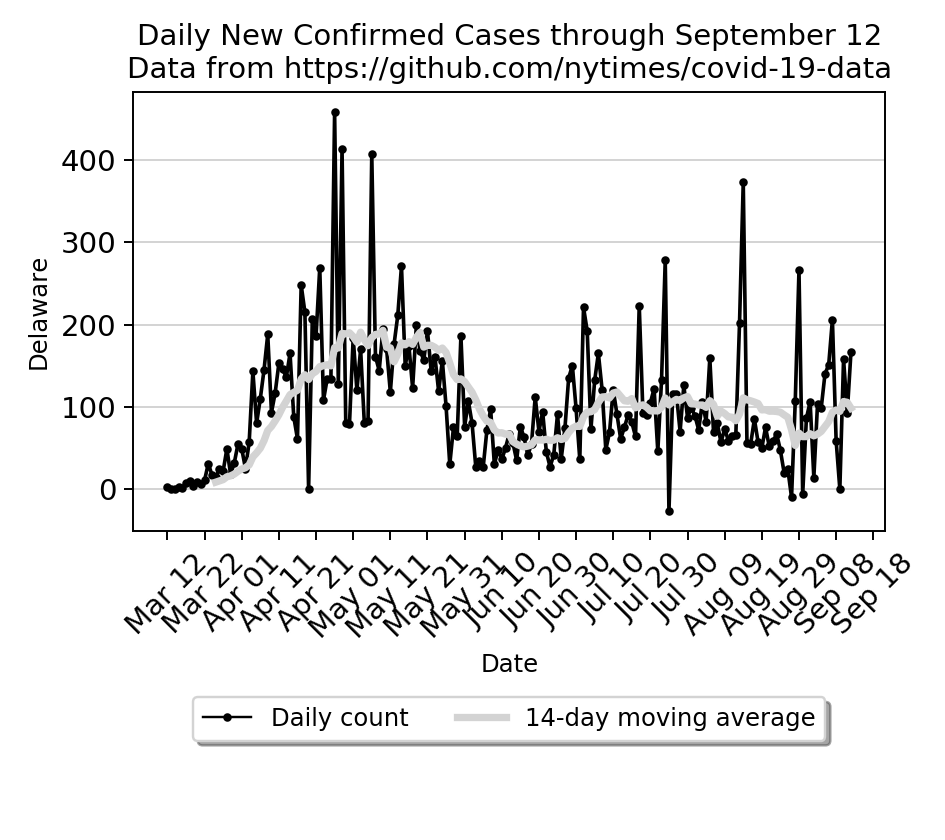 Daily New Confirmed Cases through September 12
Data from https://github.com/nytimes/covid-19-data
Delaware
400
300
200
100
0
Mar 12
Mar 22
Apr 01
Apr 11
Apr 21
May 01
May 11
May 21
May 31
Jun 10
Jun 20
Jun 30
Jul 10
Jul 20
Jul 30
Aug 09
Aug 19
Aug 29
Sep 08
Sep 18
Date
Daily count 14-day moving average